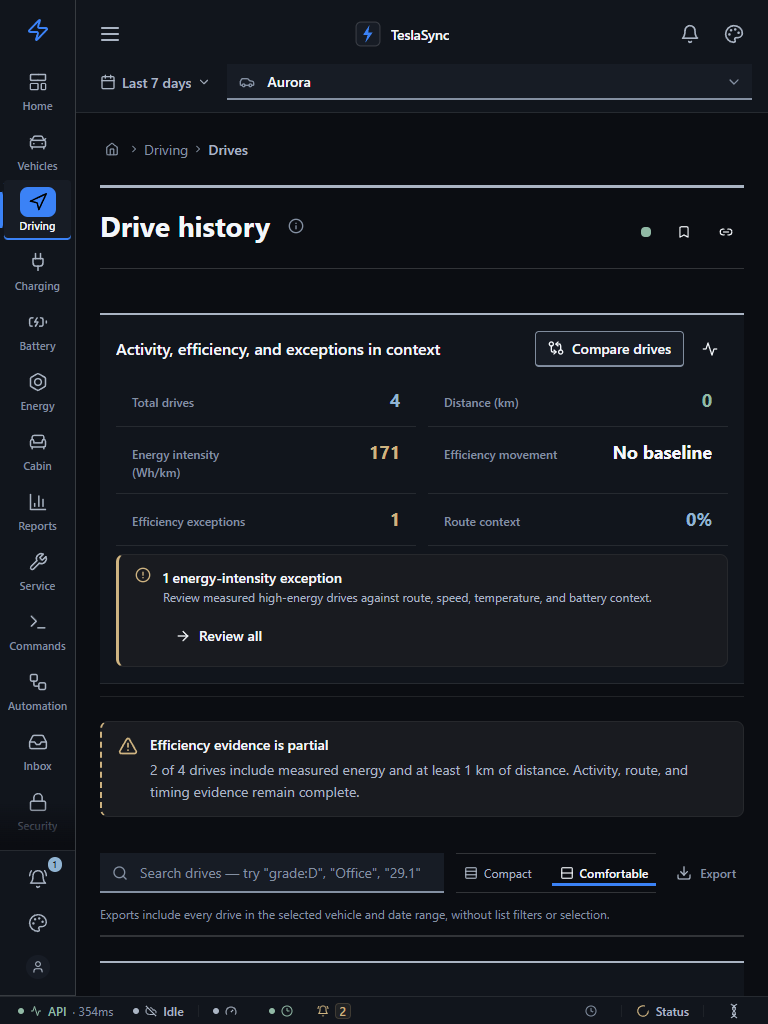 TeslaSync
Last 7 days
Aurora
Home
Vehicles
Driving
Charging
Battery
Energy
Cabin
Reports
Service
Commands
Automation
Inbox
Security
1
Driving
Drives
Drive history
Activity, efficiency, and exceptions in context
Compare drives
Total drives
4
Distance (km)
0
Energy intensity
(Wh/km)
171
Efficiency movement
No baseline
Efficiency exceptions
1
Route context
0%
1 energy-intensity exception
Review measured high-energy drives against route, speed, temperature, and battery context.
Review all
Efficiency evidence is partial
2 of 4 drives include measured energy and at least 1 km of distance. Activity, route, and
timing evidence remain complete.
Search drives — try "grade:D", "Office", "29.1"
Compact
Comfortable
Export
Exports include every drive in the selected vehicle and date range, without list filters or selection.
API · 354ms
Idle
2
Status